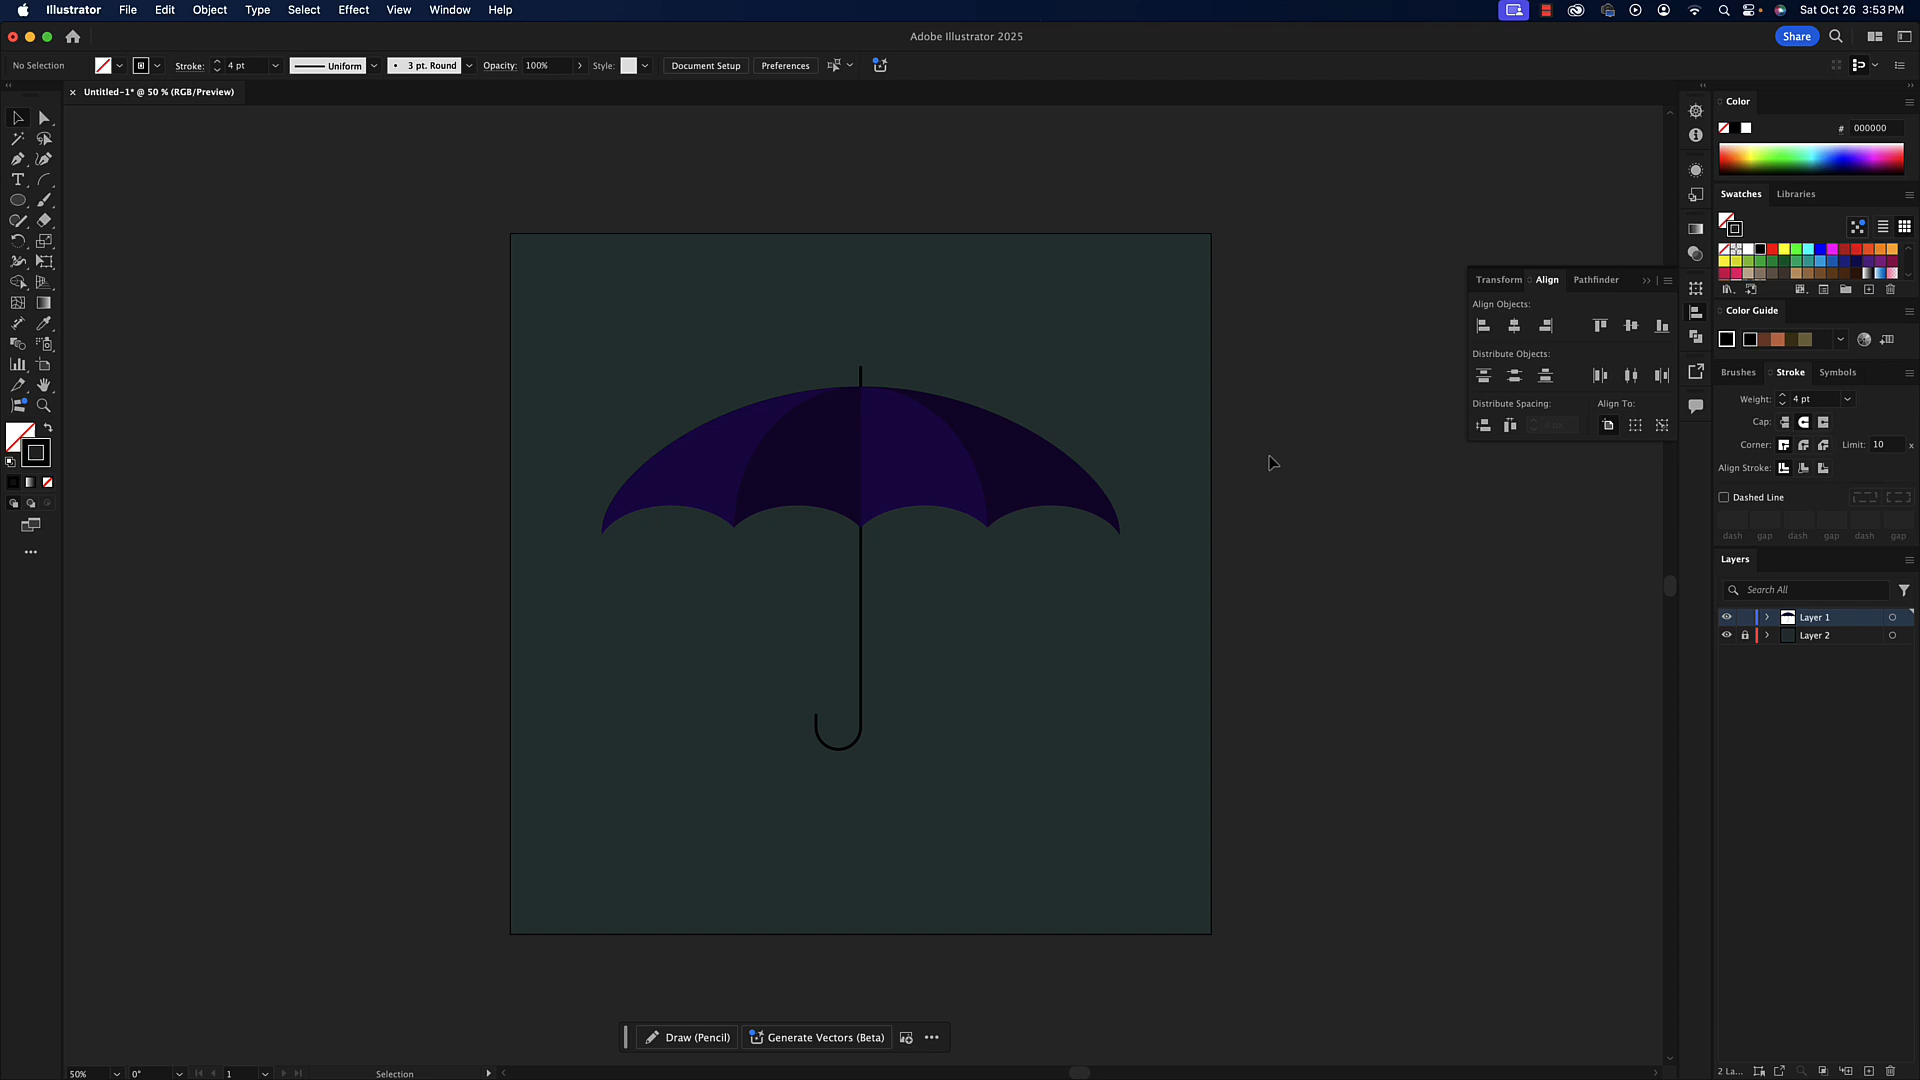 Illustrator File Edit Object Type Select Effect View Window Help Sat Oct 26 3:53 PM
Adobe Illustrator 2025 Share
No Selection Stroke: 4 pt Uniform 3 pt. Round Opacity: 100% Style: Document Setup Preferences
× Untitled-1* @ 50 % (RGB/Preview)
Color
# 000000
Swatches Libraries
Transform Align Pathfinder
Align Objects:
Distribute Objects:
Distribute Spacing: Align To:
Color Guide
Brushes Stroke Symbols
Weight: 4 pt
Cap:
Corner: Limit: 10 x
Align Stroke:
Dashed Line
dash gap dash gap dash gap
Layers
Search All
Layer 1
Layer 2
Draw (Pencil) Generate Vectors (Beta)
50% 0° 1 Selection
2 La...